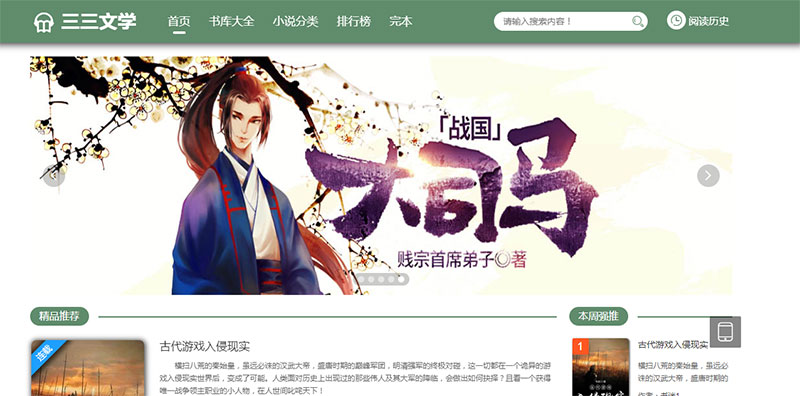 三三文学
首页 书库大全 小说分类 排行榜 完本
请输入搜索内容！
阅读历史
「战国」
大司马
贱宗首席弟子◎著
精品推荐
连载
古代游戏入侵现实
横扫八荒的秦始皇，虽远必诛的汉武大帝，盛唐时期的巅峰军团，明清强军的终极对碰，这一切都在一个诡异的游
戏入侵现实世界后，变成了可能。人类面对历史上出现过的那些伟人及其大军的降临，会做出如何抉择？且看一个获得
唯一战争领主职业的小人物，在人世间叱咤天下！
本周强推
1
古代游戏入侵现实
横扫八荒的秦始皇，虽远必
诛的汉武大帝，盛唐时期的